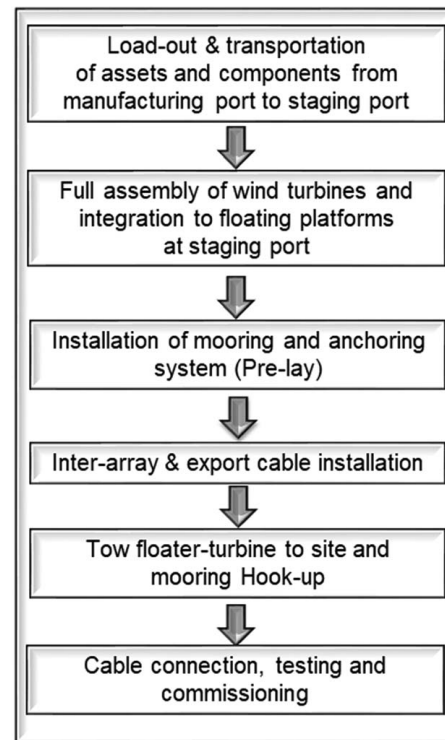 Load-out & transportation
of assets and components from
manufacturing port to staging port
Full assembly of wind turbines and
integration to floating platforms
at staging port
Installation of mooring and anchoring
system (Pre-lay)
Inter-array & export cable installation
Tow floater-turbine to site and
mooring Hook-up
Cable connection, testing and
commissioning